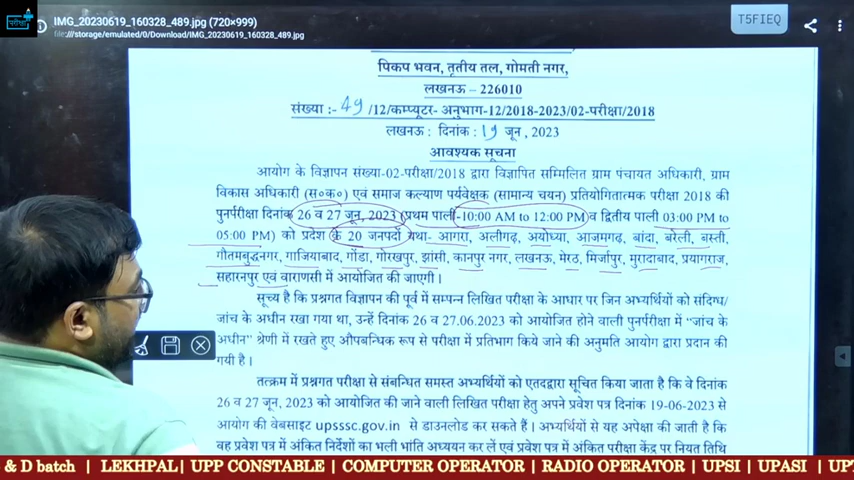 परीक्षा
IMG_20230619_160328_489.jpg (720×999)
file:///storage/emulated/0/Download/IMG_20230619_160328_489.jpg
T5FIEQ
पिकप भवन, तृतीय तल, गोमती नगर,
लखनऊ – 226010
संख्या :- 49 /12/कम्प्यूटर- अनुभाग-12/2018-2023/02-परीक्षा/2018
लखनऊ : दिनांक : 19 जून , 2023
आवश्यक सूचना
आयोग के विज्ञापन संख्या-02-परीक्षा/2018 द्वारा विज्ञापित सम्मिलित ग्राम पंचायत अधिकारी, ग्राम
विकास अधिकारी (स०क०) एवं समाज कल्याण पर्यवेक्षक (सामान्य चयन) प्रतियोगितात्मक परीक्षा 2018 की
पुनर्परीक्षा दिनांक 26 व 27 जून, 2023 (प्रथम पाली -10:00 AM to 12:00 PM व द्वितीय पाली 03:00 PM to
05:00 PM) को प्रदेश के 20 जनपदों यथा- आगरा, अलीगढ़, अयोध्या, आजमगढ़, बांदा, बरेली, बस्ती,
गौतमबुद्धनगर, गाजियाबाद, गोंडा, गोरखपुर, झांसी, कानपुर नगर, लखनऊ, मेरठ, मिर्जापुर, मुरादाबाद, प्रयागराज,
सहारनपुर एवं वाराणसी में आयोजित की जाएगी।
सूच्य है कि प्रश्नगत विज्ञापन की पूर्व में सम्पन्न लिखित परीक्षा के आधार पर जिन अभ्यर्थियों को संदिग्ध/
जांच के अधीन रखा गया था, उन्हें दिनांक 26 व 27.06.2023 को आयोजित होने वाली पुनर्परीक्षा में “जांच के
अधीन” श्रेणी में रखते हुए औपबन्धिक रूप से परीक्षा में प्रतिभाग किये जाने की अनुमति आयोग द्वारा प्रदान की
गयी है।
तत्क्रम में प्रश्नगत परीक्षा से संबन्धित समस्त अभ्यर्थियों को एतदद्वारा सूचित किया जाता है कि वे दिनांक
26 व 27 जून, 2023 को आयोजित की जाने वाली लिखित परीक्षा हेतु अपने प्रवेश पत्र दिनांक 19-06-2023 से
आयोग की वेबसाइट upsssc.gov.in से डाउनलोड कर सकते हैं। अभ्यर्थियों से यह अपेक्षा की जाती है कि
वह प्रवेश पत्र में अंकित निर्देशों का भली भांति अध्ययन कर लें एवं प्रवेश पत्र में अंकित परीक्षा केंद्र पर नियत तिथि
& D batch | LEKHPAL| UPP CONSTABLE | COMPUTER OPERATOR | RADIO OPERATOR | UPSI | UPASI | UPT